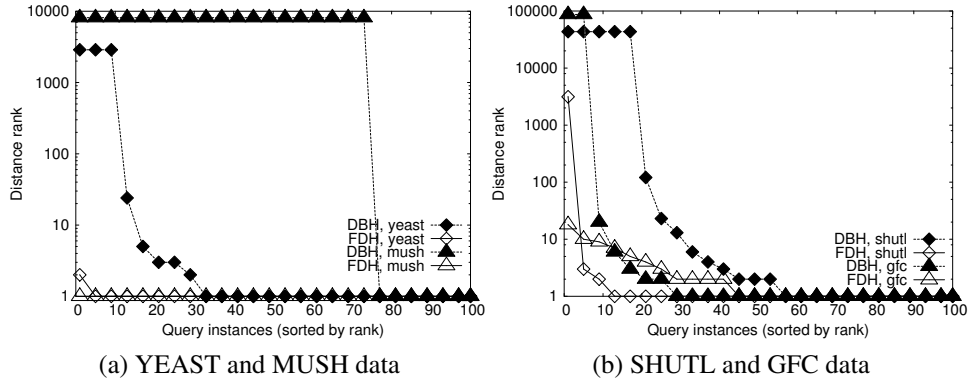 10000
1000
100
10
1
Distance rank
0 10 20 30 40 50 60 70 80 90 100
Query instances (sorted by rank)
DBH, yeast
FDH, yeast
DBH, mush
FDH, mush
(a) YEAST and MUSH data
100000
10000
1000
100
10
1
Distance rank
0 10 20 30 40 50 60 70 80 90 100
Query instances (sorted by rank)
DBH, shutl
FDH, shutl
DBH, gfc
FDH, gfc
(b) SHUTL and GFC data